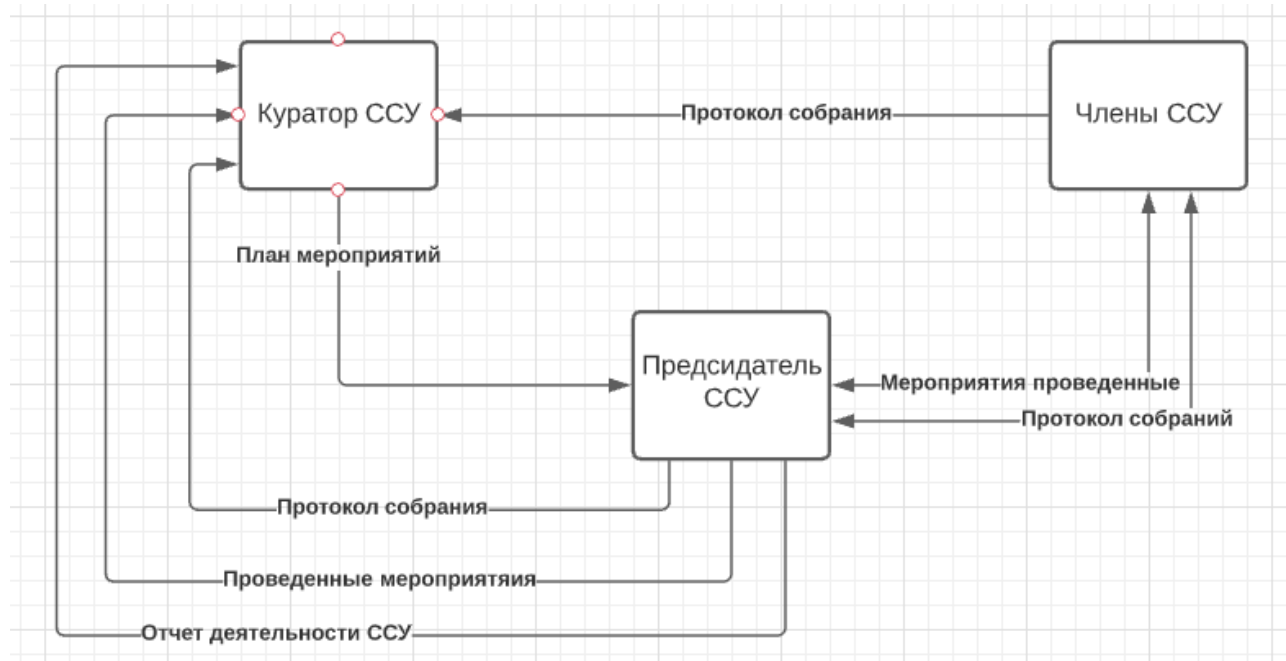 Куратор ССУ
Протокол собрания
Члены ССУ
План мероприятий
Предсидатель
ССУ
Мероприятия проведенные
Протокол собраний
Протокол собрания
Проведенные мероприятяия
Отчет деятельности ССУ